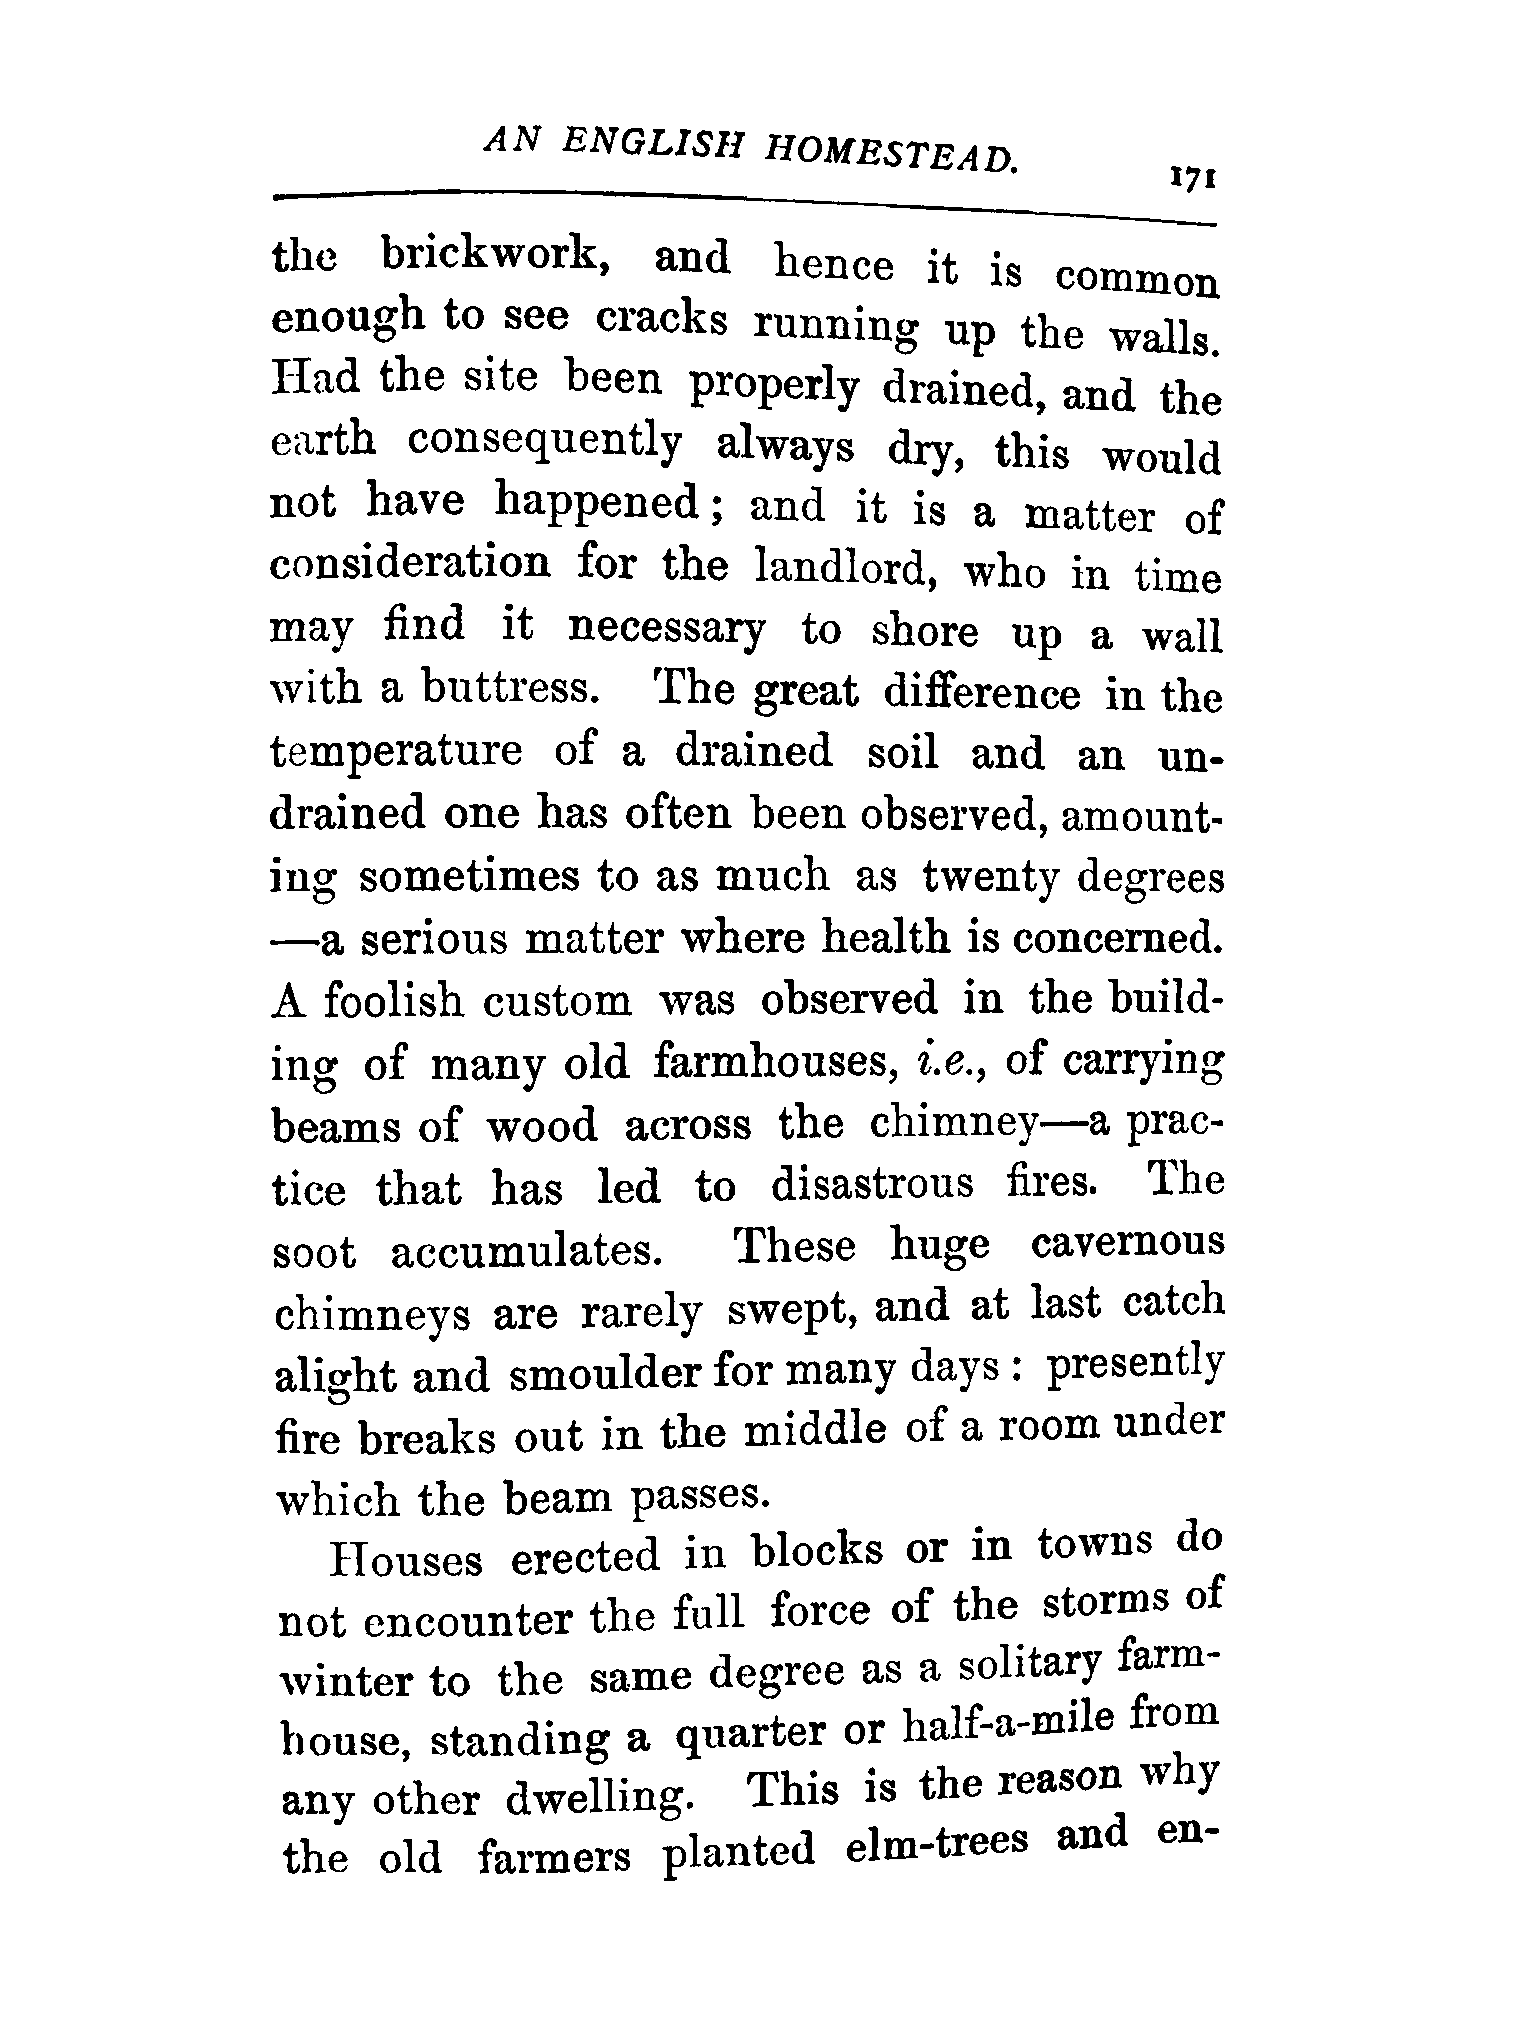 AN ENGLISH HOMESTEAD. 171
the brickwork, and hence it is common
enough to see cracks running up the walls.
Had the site been properly drained, and the
earth consequently always dry, this would
not have happened; and it is a matter of
consideration for the landlord, who in time
may find it necessary to shore up a wall
with a buttress. The great difference in the
temperature of a drained soil and an un-
drained one has often been observed, amount-
ing sometimes to as much as twenty degrees
—a serious matter where health is concerned.
A foolish custom was observed in the build-
ing of many old farmhouses, i.e., of carrying
beams of wood across the chimney—a prac-
tice that has led to disastrous fires. The
soot accumulates. These huge cavernous
chimneys are rarely swept, and at last catch
alight and smoulder for many days: presently
fire breaks out in the middle of a room under
which the beam passes.
Houses erected in blocks or in towns do
not encounter the full force of the storms of
winter to the same degree as a solitary farm-
house, standing a quarter or half-a-mile from
any other dwelling. This is the reason why
the old farmers planted elm-trees and en-